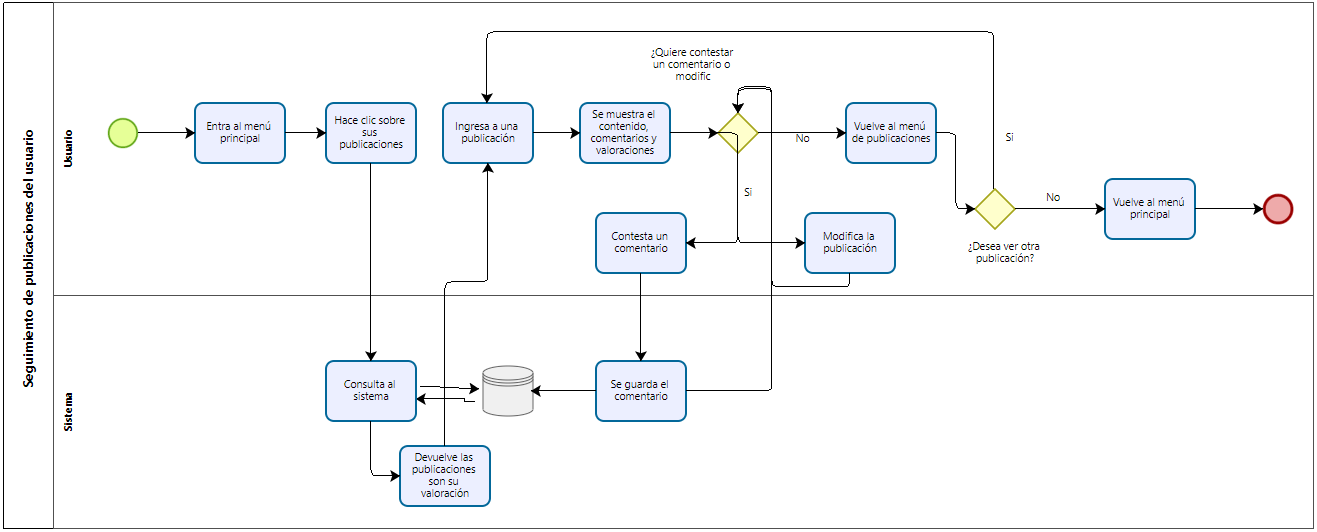 Seguimiento de publicaciones del usuario
Usuario
Entra al menú
principal
Hace clic sobre
sus
publicaciones
Ingresa a una
publicación
Se muestra el
contenido,
comentarios y
valoraciones
¿Quiere contestar
un comentario o
modific
No
Si
Vuelve al menú
de publicaciones
Si
No
¿Desea ver otra
publicación?
Vuelve al menú
principal
Contesta un
comentario
Modifica la
publicación
Sistema
Consulta al
sistema
Se guarda el
comentario
Devuelve las
publicaciones
son su
valoración